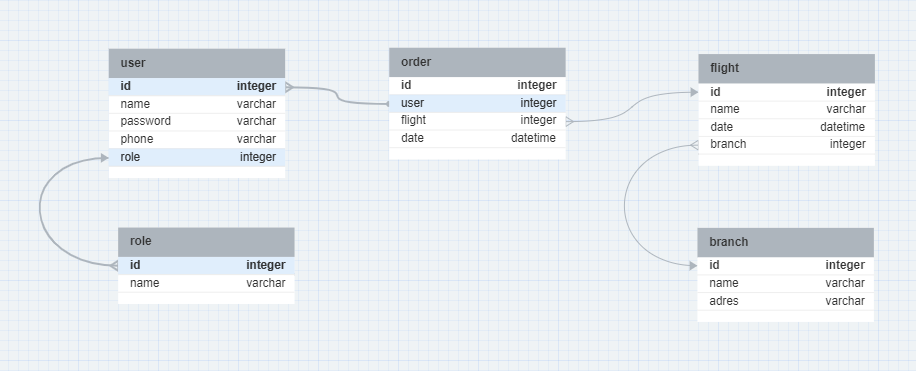 user
id integer
name varchar
password varchar
phone varchar
role integer
order
id integer
user integer
flight integer
date datetime
flight
id integer
name varchar
date datetime
branch integer
role
id integer
name varchar
branch
id integer
name varchar
adres varchar